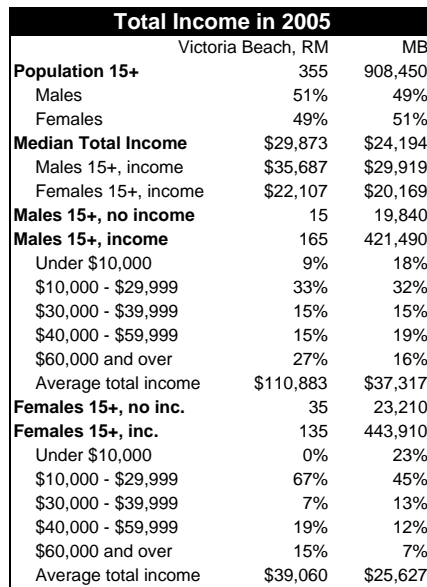 Total Income in 2005
Victoria Beach, RM MB
Population 15+ 355 908,450
Males 51% 49%
Females 49% 51%
Median Total Income $29,873 $24,194
Males 15+, income $35,687 $29,919
Females 15+, income $22,107 $20,169
Males 15+, no income 15 19,840
Males 15+, income 165 421,490
Under $10,000 9% 18%
$10,000 - $29,999 33% 32%
$30,000 - $39,999 15% 15%
$40,000 - $59,999 15% 19%
$60,000 and over 27% 16%
Average total income $110,883 $37,317
Females 15+, no inc. 35 23,210
Females 15+, inc. 135 443,910
Under $10,000 0% 23%
$10,000 - $29,999 67% 45%
$30,000 - $39,999 7% 13%
$40,000 - $59,999 19% 12%
$60,000 and over 15% 7%
Average total income $39,060 $25,627